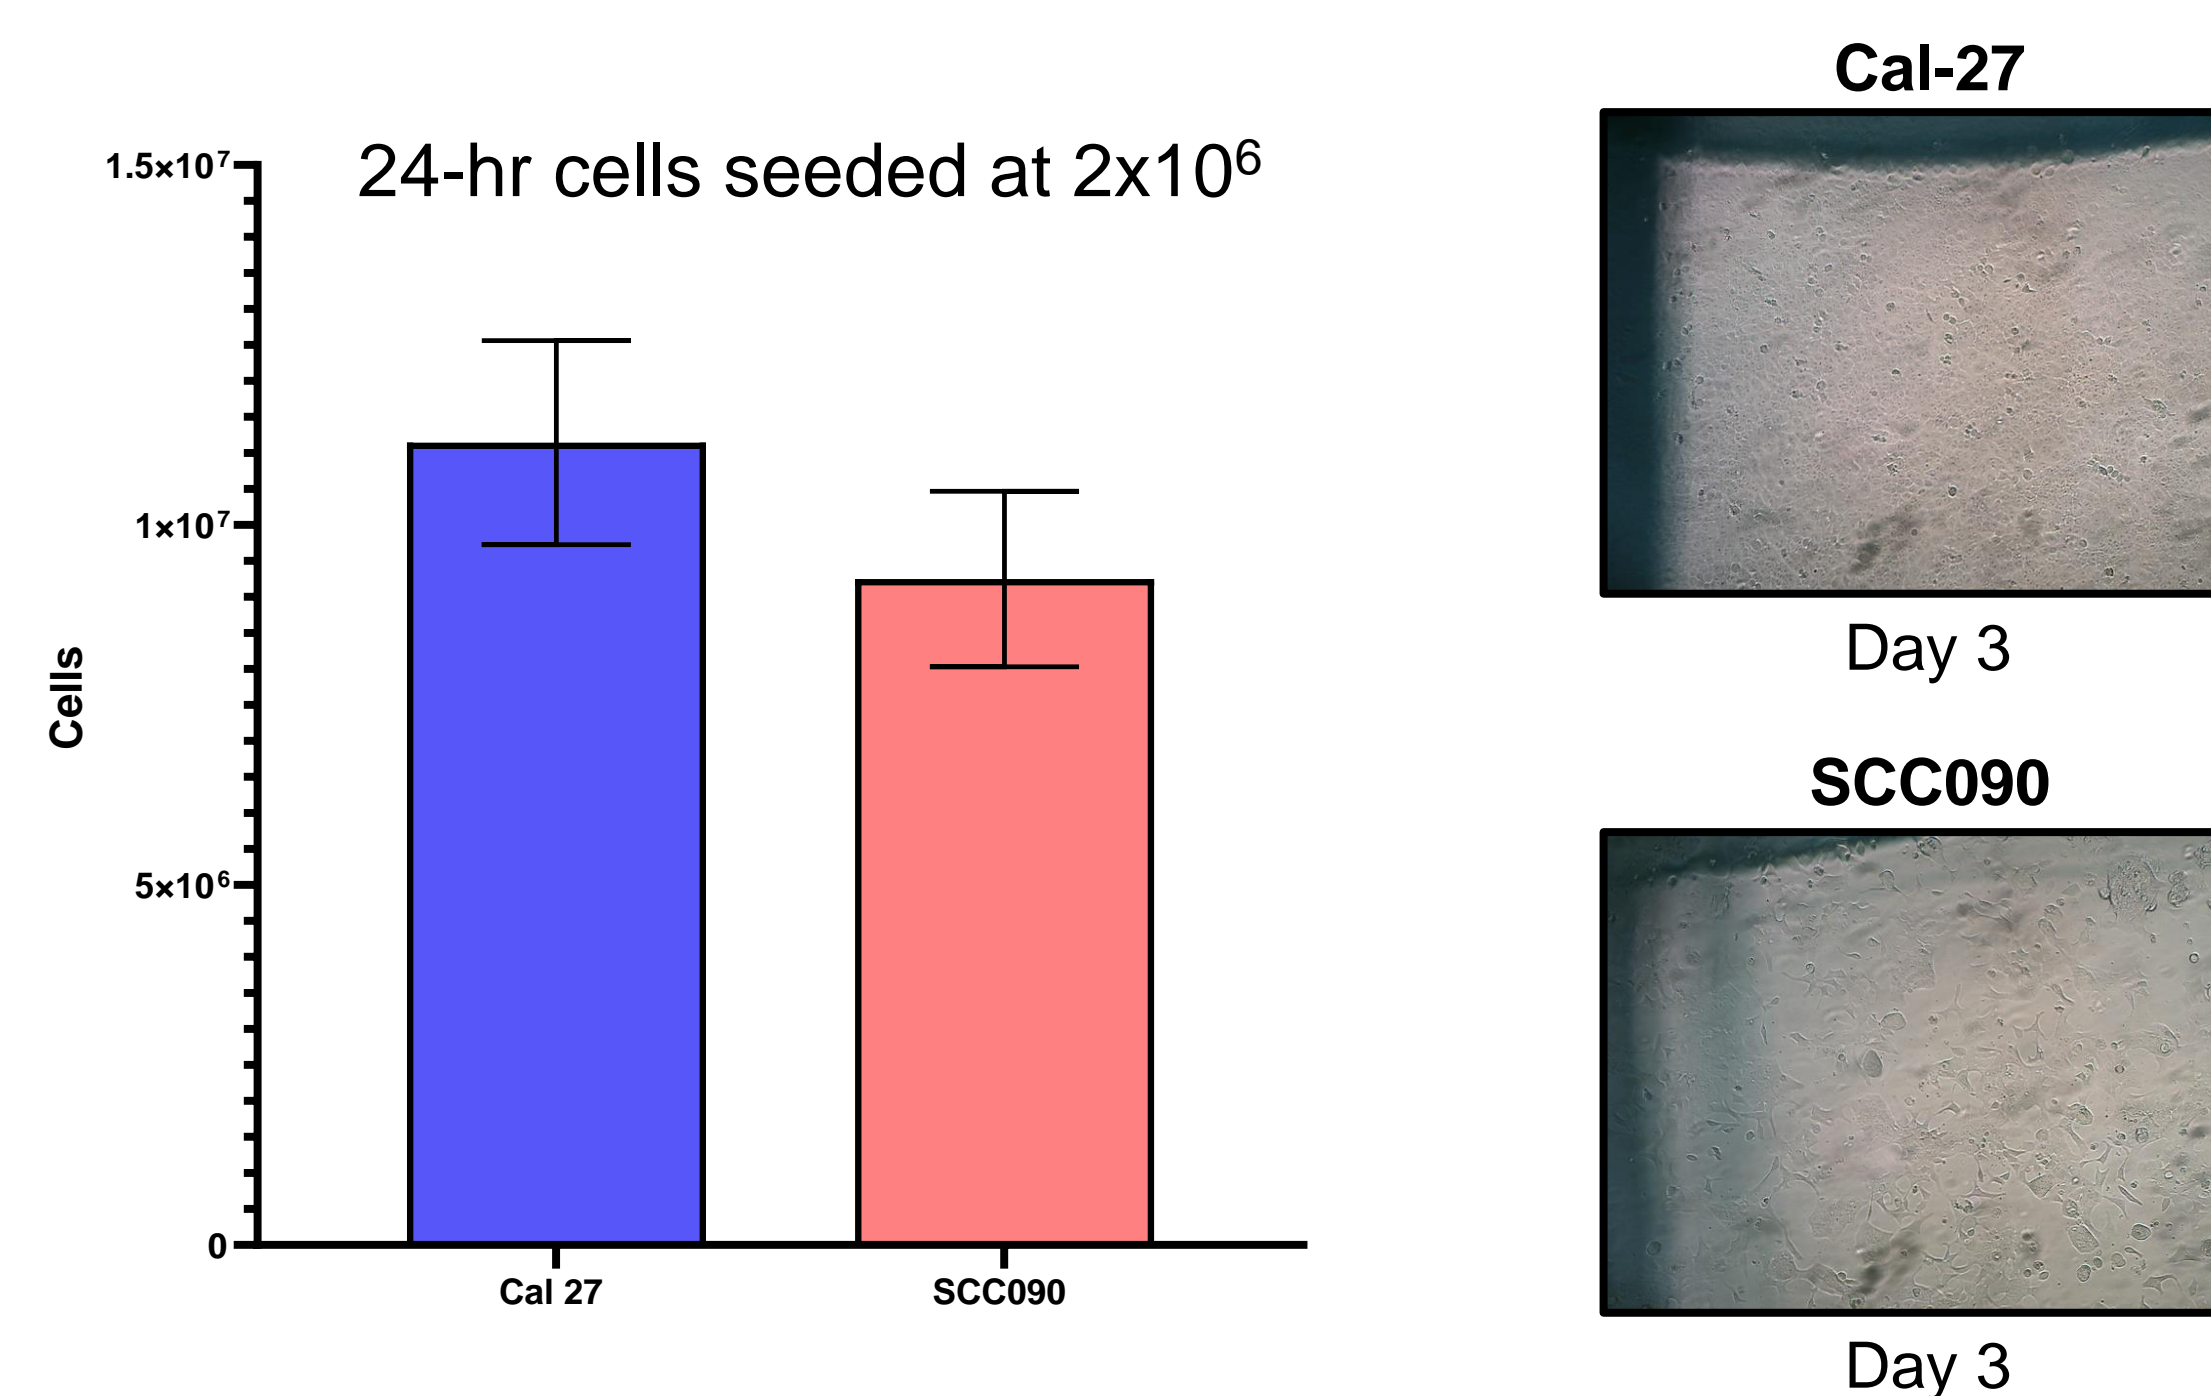 24-hr cells seeded at 2x10⁶
1.5×10⁷
1×10⁷
5×10⁶
0
Cells
Cal 27
SCC090
Cal-27
Day 3
SCC090
Day 3